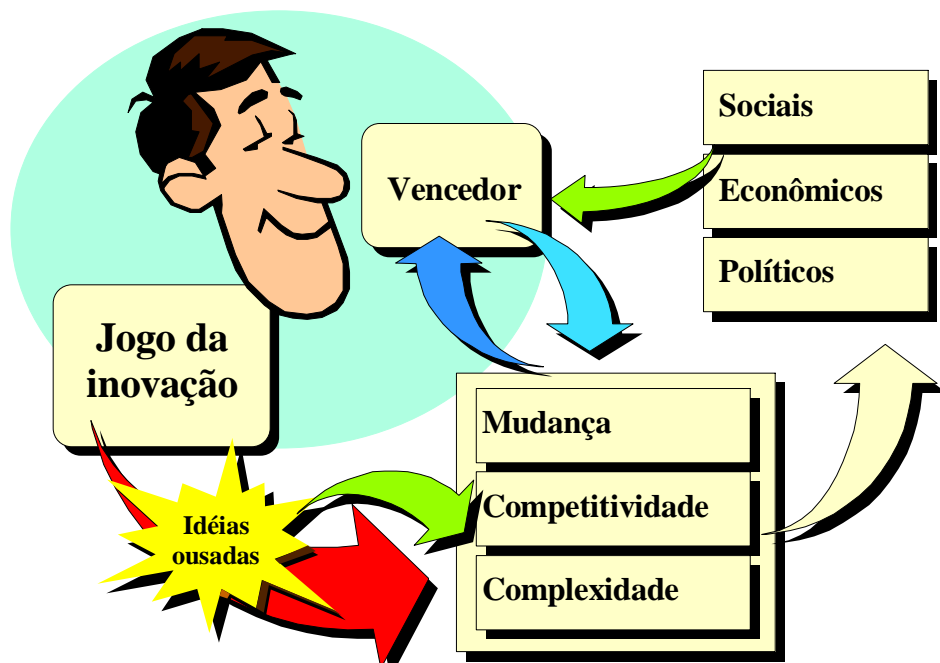 Jogo da
inovação
Idéias
ousadas
Vencedor
Mudança
Competitividade
Complexidade
Sociais
Econômicos
Políticos